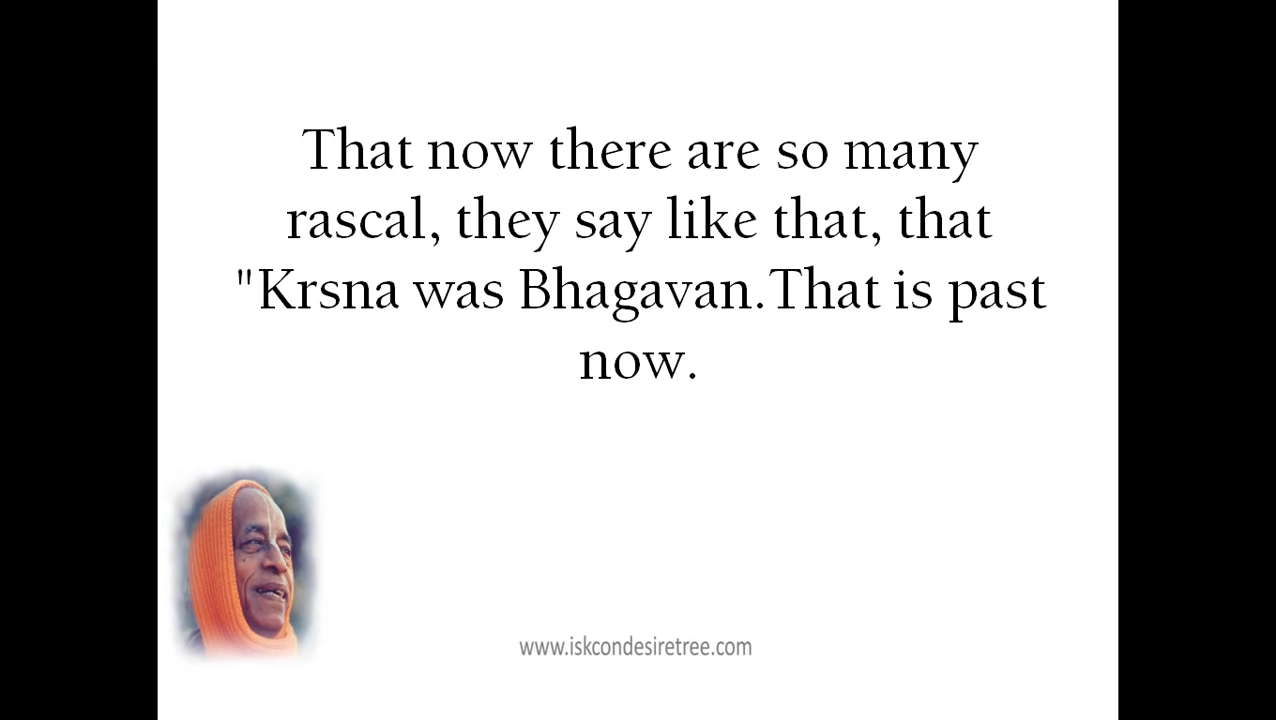 That now there are so many
rascal, they say like that, that
"Krsna was Bhagavan.That is past
now.
www.iskcondesiretree.com